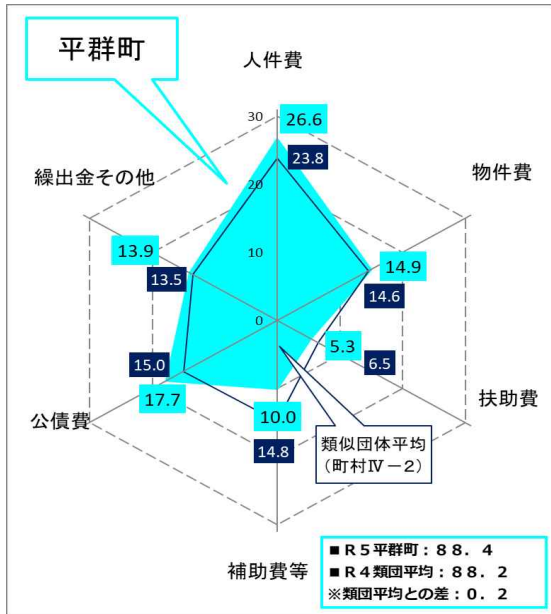 平群町
人件費
30
26.6
23.8
繰出金その他
20
物件費
13.9
10
14.9
13.5
14.6
0
5.3
15.0
6.5
17.7
10.0
公債費
扶助費
14.8
類似団体平均
(町村Ⅳ-2)
補助費等
■R5平群町：88.4
■R4類団平均：88.2
※類団平均との差：0.2